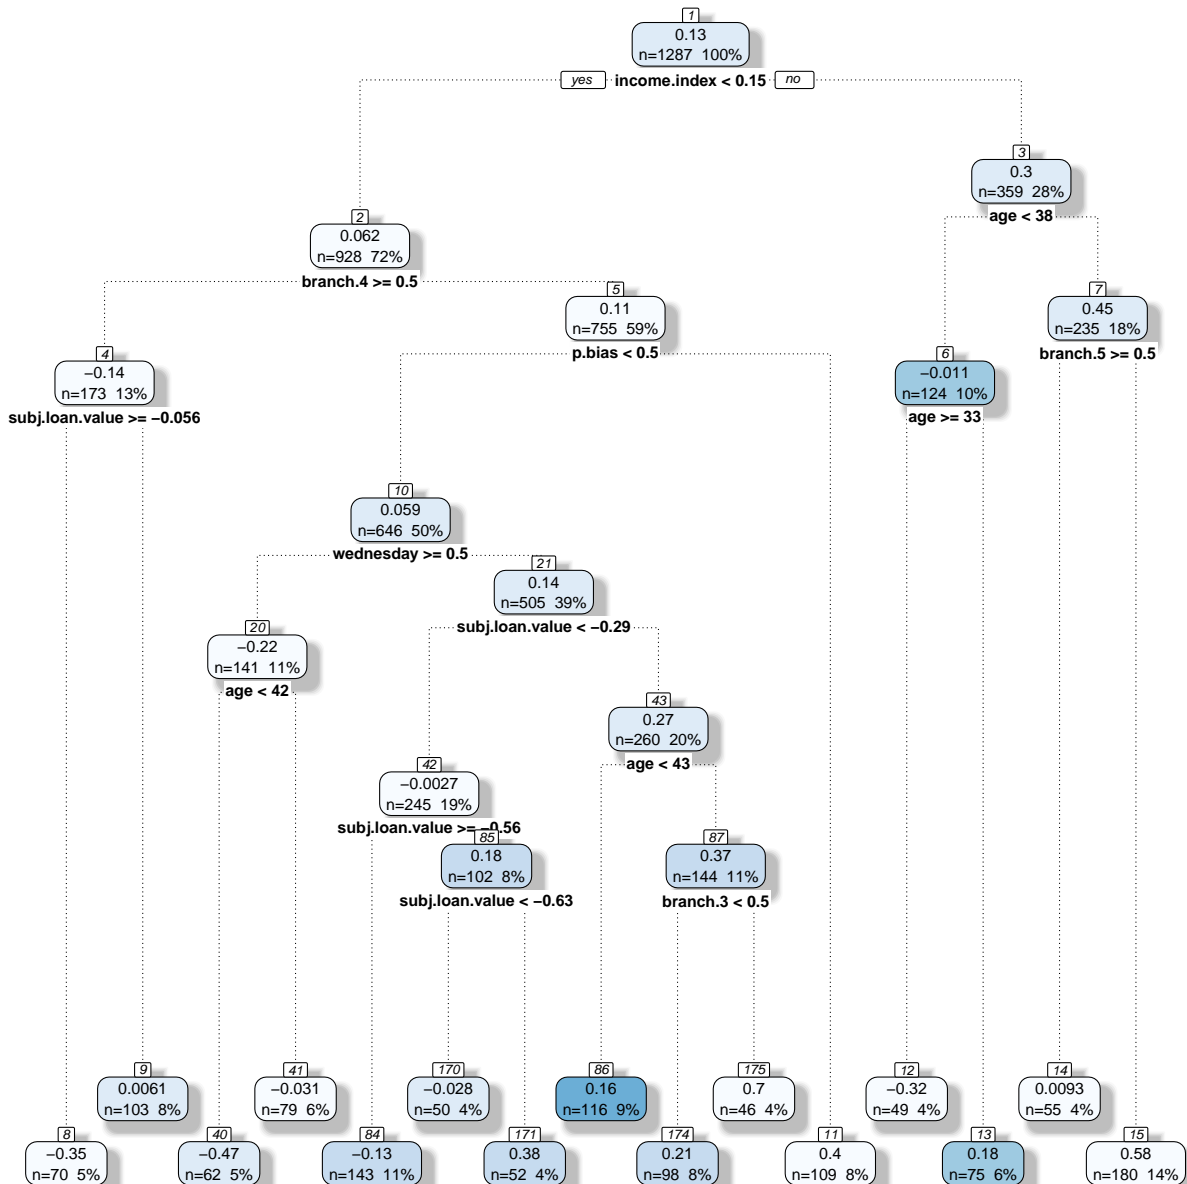 1
0.13
n=1287 100%
yes income.index < 0.15 no
3
0.3
n=359 28%
age < 38
2
0.062
n=928 72%
branch.4 >= 0.5
5
0.11
n=755 59%
p.bias < 0.5
7
0.45
n=235 18%
branch.5 >= 0.5
4
−0.14
n=173 13%
subj.loan.value >= −0.056
6
−0.011
n=124 10%
age >= 33
10
0.059
n=646 50%
wednesday >= 0.5
21
0.14
n=505 39%
subj.loan.value < −0.29
20
−0.22
n=141 11%
age < 42
43
0.27
n=260 20%
age < 43
42
−0.0027
n=245 19%
subj.loan.value >= −0.56
85
0.18
n=102 8%
subj.loan.value < −0.63
87
0.37
n=144 11%
branch.3 < 0.5
9
0.0061
n=103 8%
41
−0.031
n=79 6%
170
−0.028
n=50 4%
86
0.16
n=116 9%
175
0.7
n=46 4%
12
−0.32
n=49 4%
14
0.0093
n=55 4%
8
−0.35
n=70 5%
40
−0.47
n=62 5%
84
−0.13
n=143 11%
171
0.38
n=52 4%
174
0.21
n=98 8%
11
0.4
n=109 8%
13
0.18
n=75 6%
15
0.58
n=180 14%